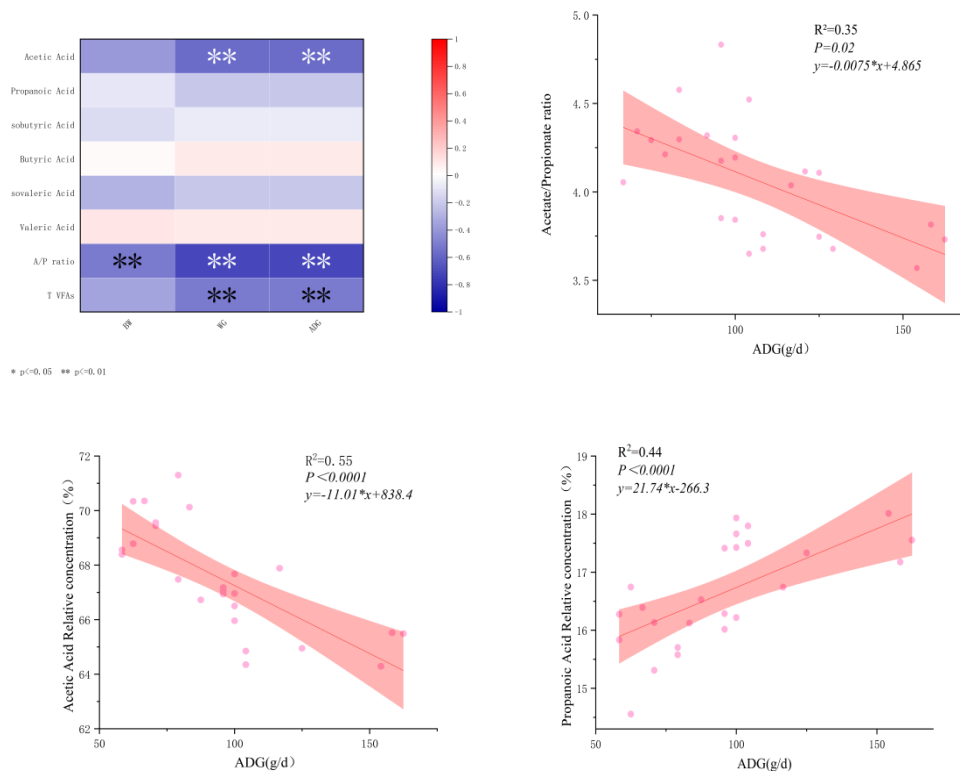 Acetic Acid
Propanoic Acid
sobutyric Acid
Butyric Acid
sovaleric Acid
Valeric Acid
A/P ratio
T VFAs
** **
** ** **
** **
BW WG ADG
1
0.8
0.6
0.4
0.2
0
-0.2
-0.4
-0.6
-0.8
-1
* p<=0.05 ** p<=0.01
R²=0.35
P=0.02
y=-0.0075*x+4.865
Acetate/Propionate ratio
5.0
4.5
4.0
3.5
100 150
ADG(g/d)
R²=0.55
P<0.0001
y=-11.01*x+838.4
Acetic Acid Relative concentration (%)
72
70
68
66
64
62
50 100 150
ADG(g/d)
R²=0.44
P<0.0001
y=21.74*x-266.3
Propanoic Acid Relative concentration (%)
19
18
17
16
15
50 100 150
ADG(g/d)